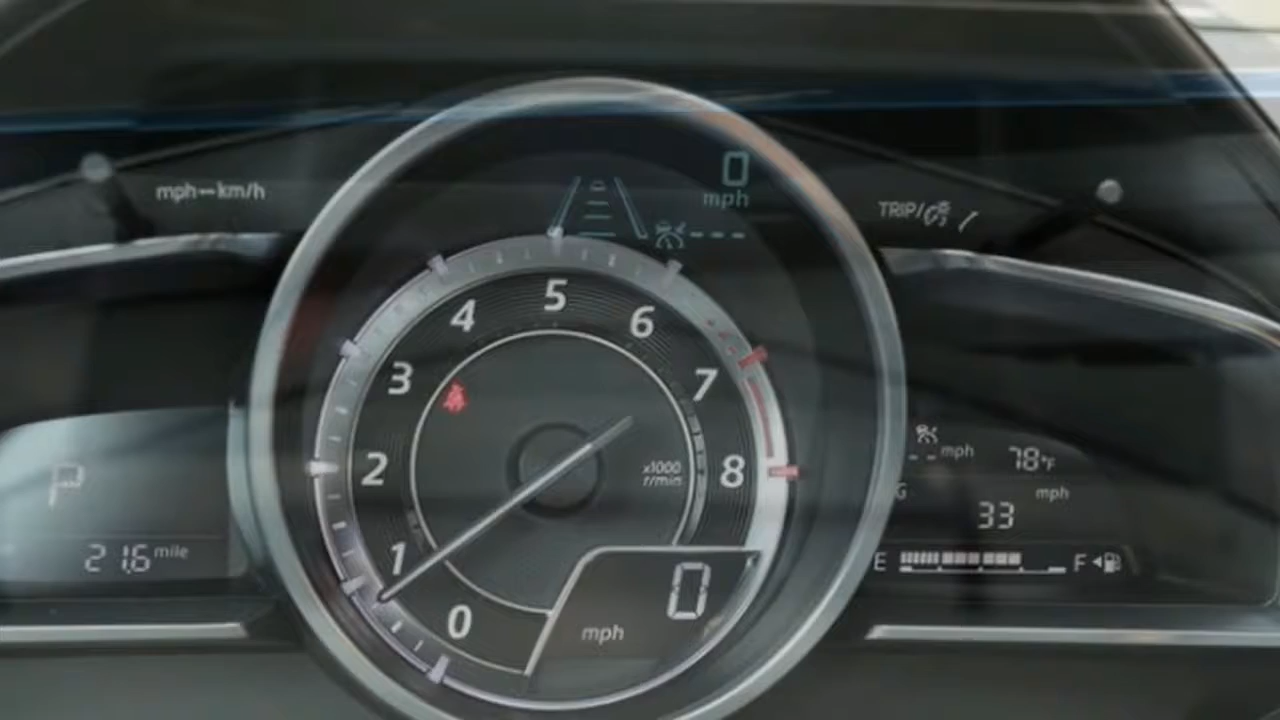 0
mph
mph↔km/h
TRIP/
----
5
4
6
3
7
2
x1000
r/min
8
1
0
mph
0
P
21.6 mile
-- mph
78°F
G
mph
33
E
F